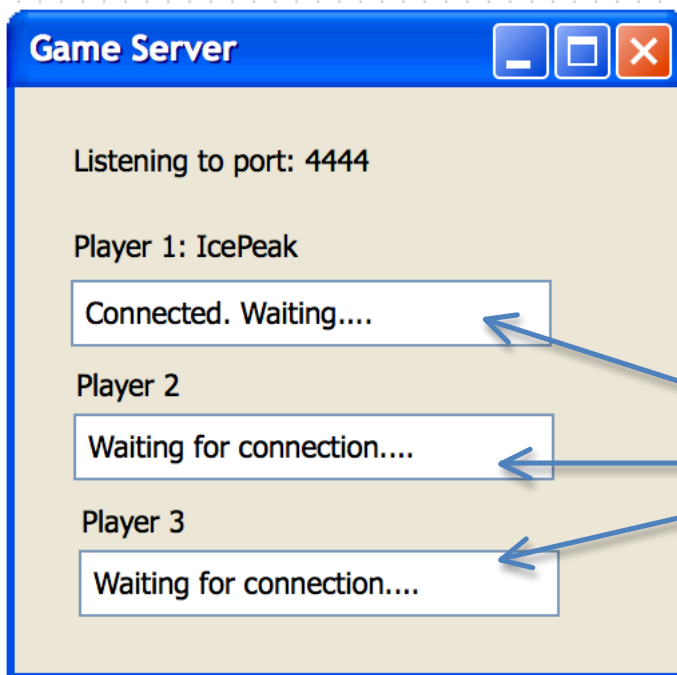 Game Server
Listening to port: 4444
Player 1: IcePeak
Connected. Waiting....
Player 2
Waiting for connection....
Player 3
Waiting for connection....